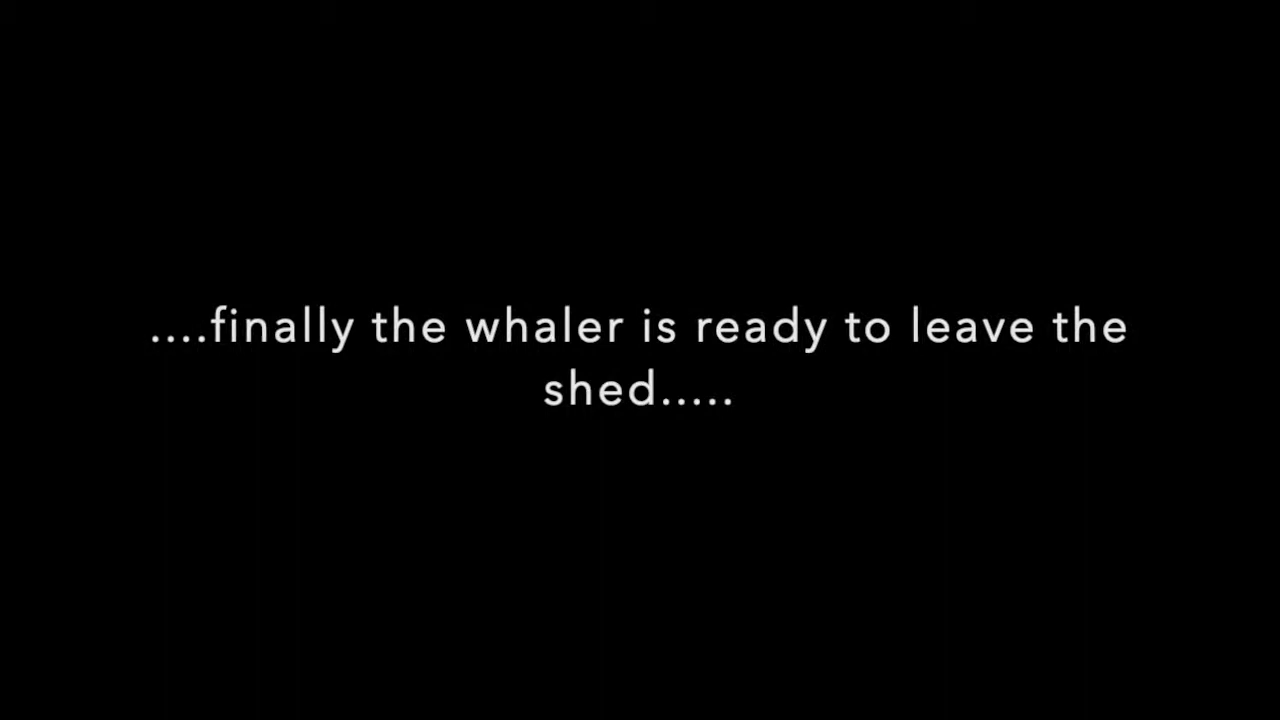 ....finally the whaler is ready to leave the
shed.....